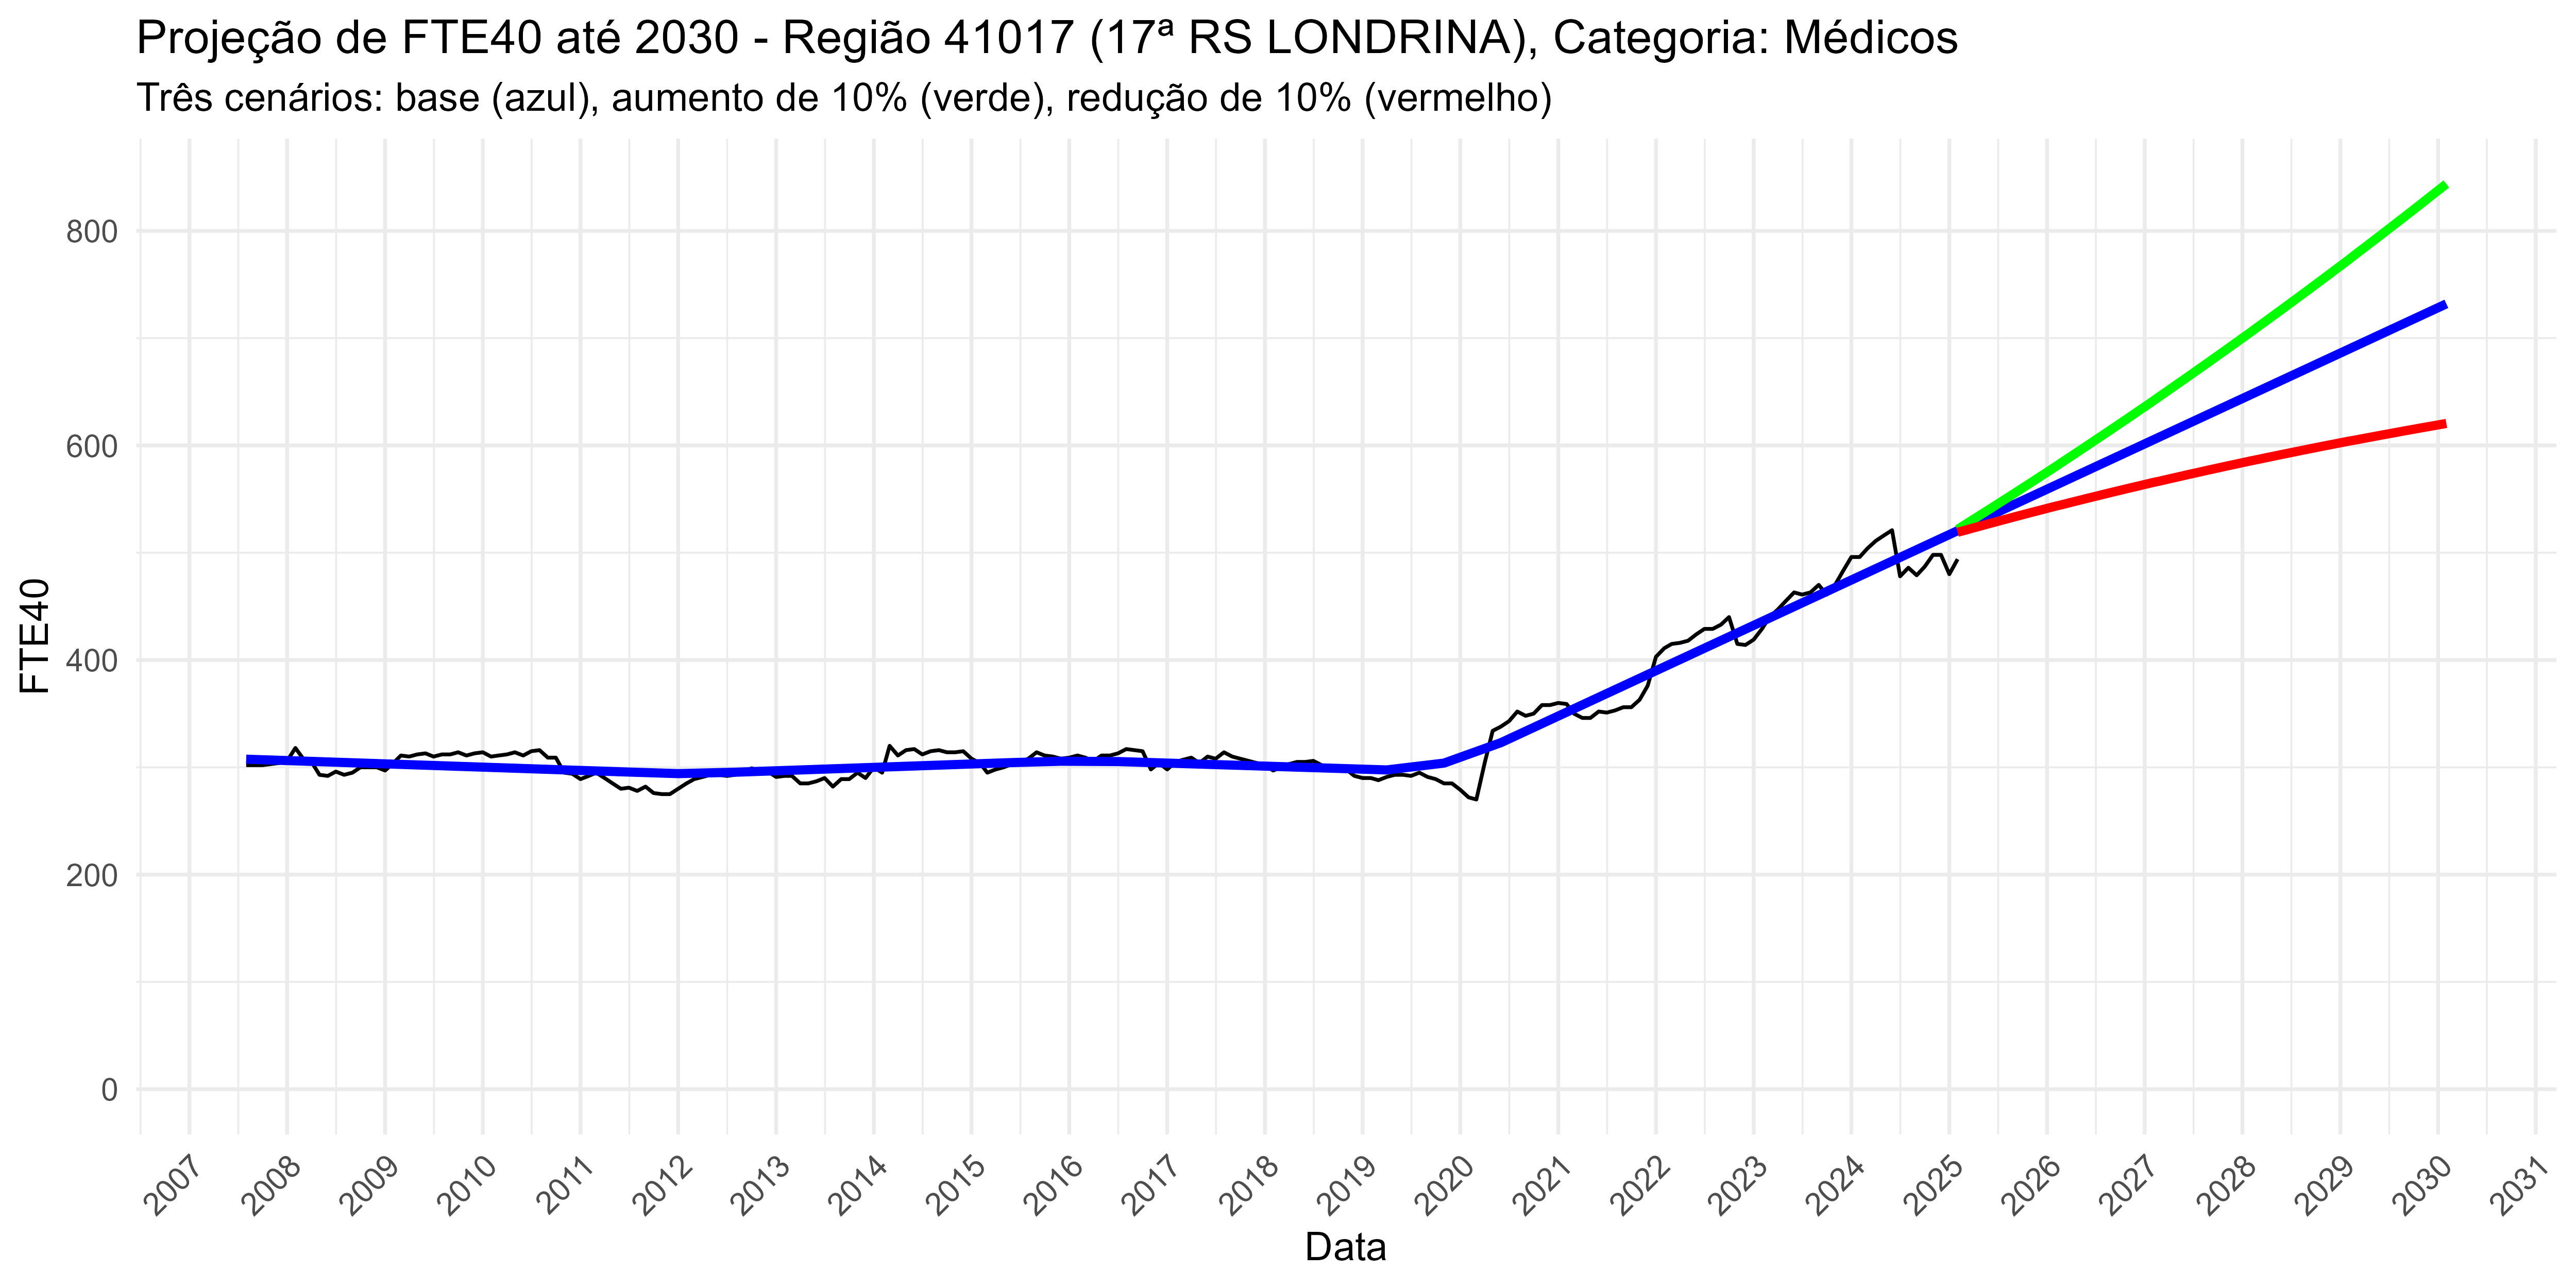 Projeção de FTE40 até 2030 - Região 41017 (17ª RS LONDRINA), Categoria: Médicos
Três cenários: base (azul), aumento de 10% (verde), redução de 10% (vermelho)
FTE40
800
600
400
200
0
2007 2008 2009 2010 2011 2012 2013 2014 2015 2016 2017 2018 2019 2020 2021 2022 2023 2024 2025 2026 2027 2028 2029 2030 2031
Data